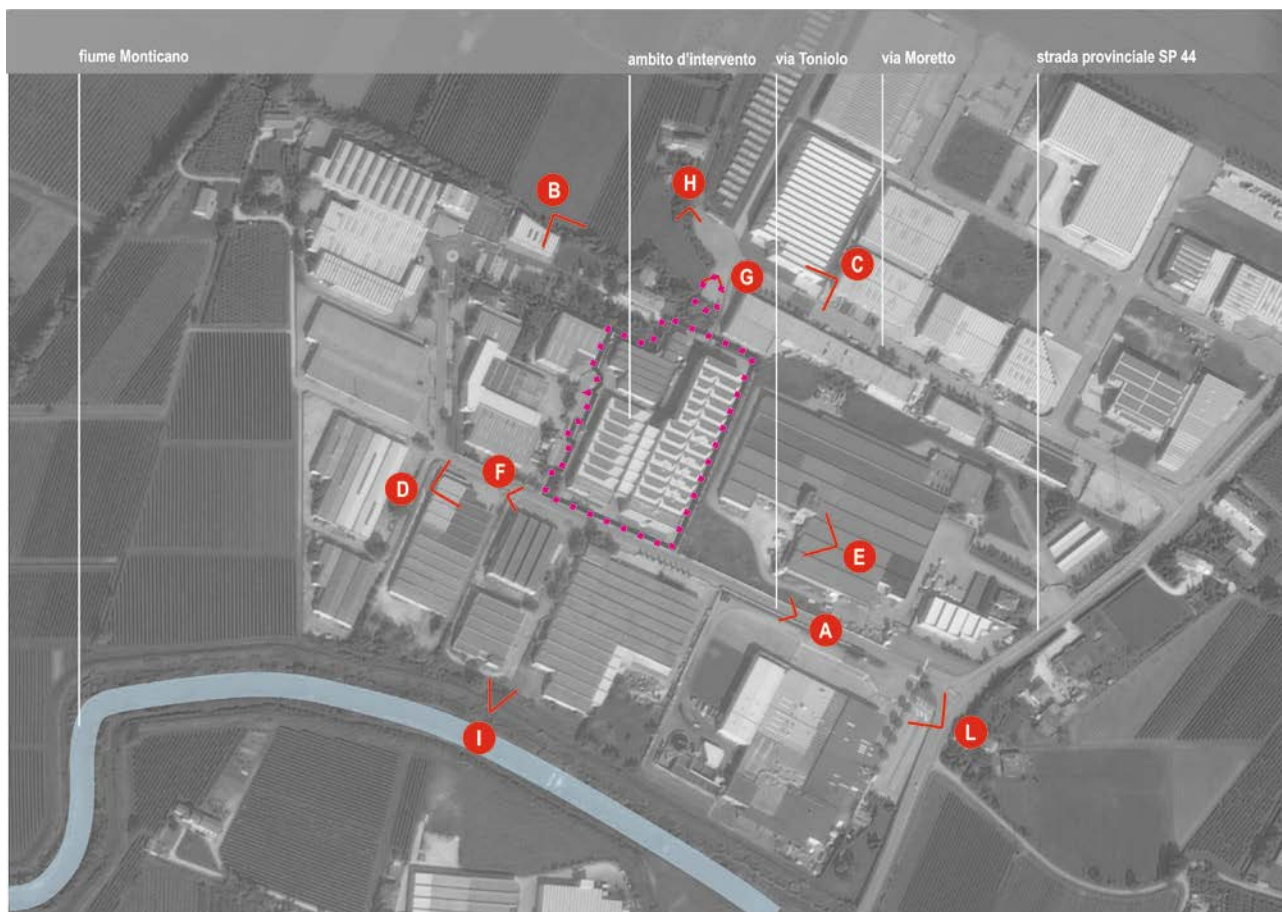 fiume Monticano
ambito d'intervento
via Toniolo
via Moretto
strada provinciale SP 44
B
H
C
G
D
F
E
A
I
L